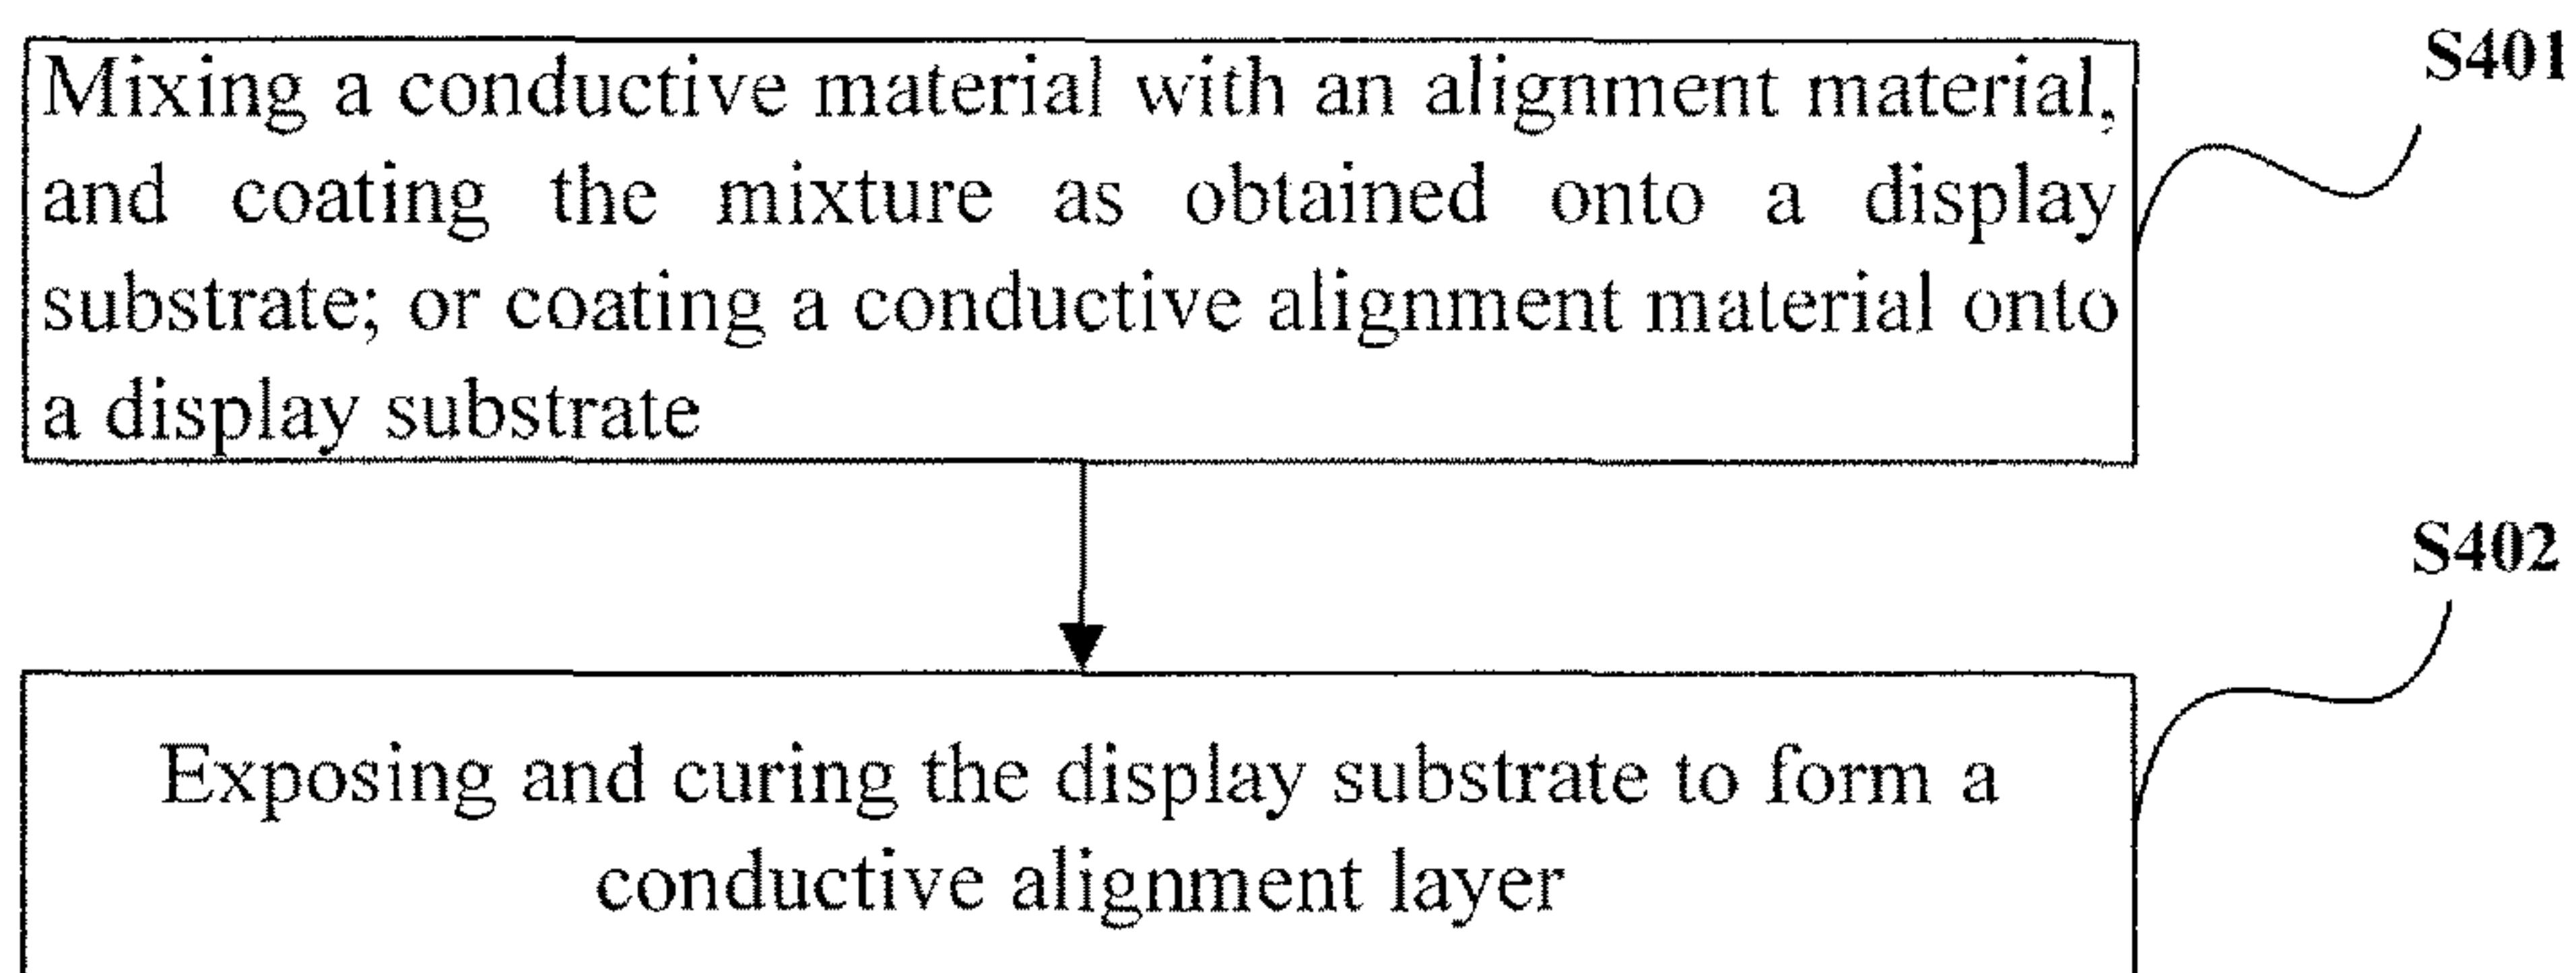 S401
Mixing a conductive material with an alignment material,
and coating the mixture as obtained onto a display
substrate; or coating a conductive alignment material onto
a display substrate
S402
Exposing and curing the display substrate to form a
conductive alignment layer